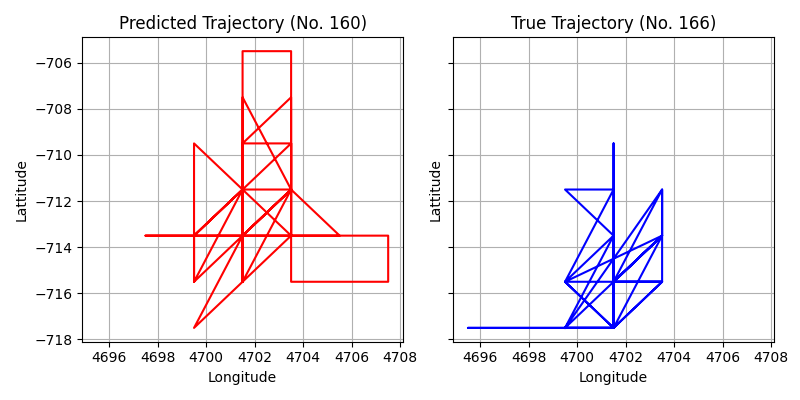 Predicted Trajectory (No. 160)
True Trajectory (No. 166)
−706
−708
−710
−712
−714
−716
−718
Lattitude
Lattitude
4696 4698 4700 4702 4704 4706 4708
4696 4698 4700 4702 4704 4706 4708
Longitude
Longitude